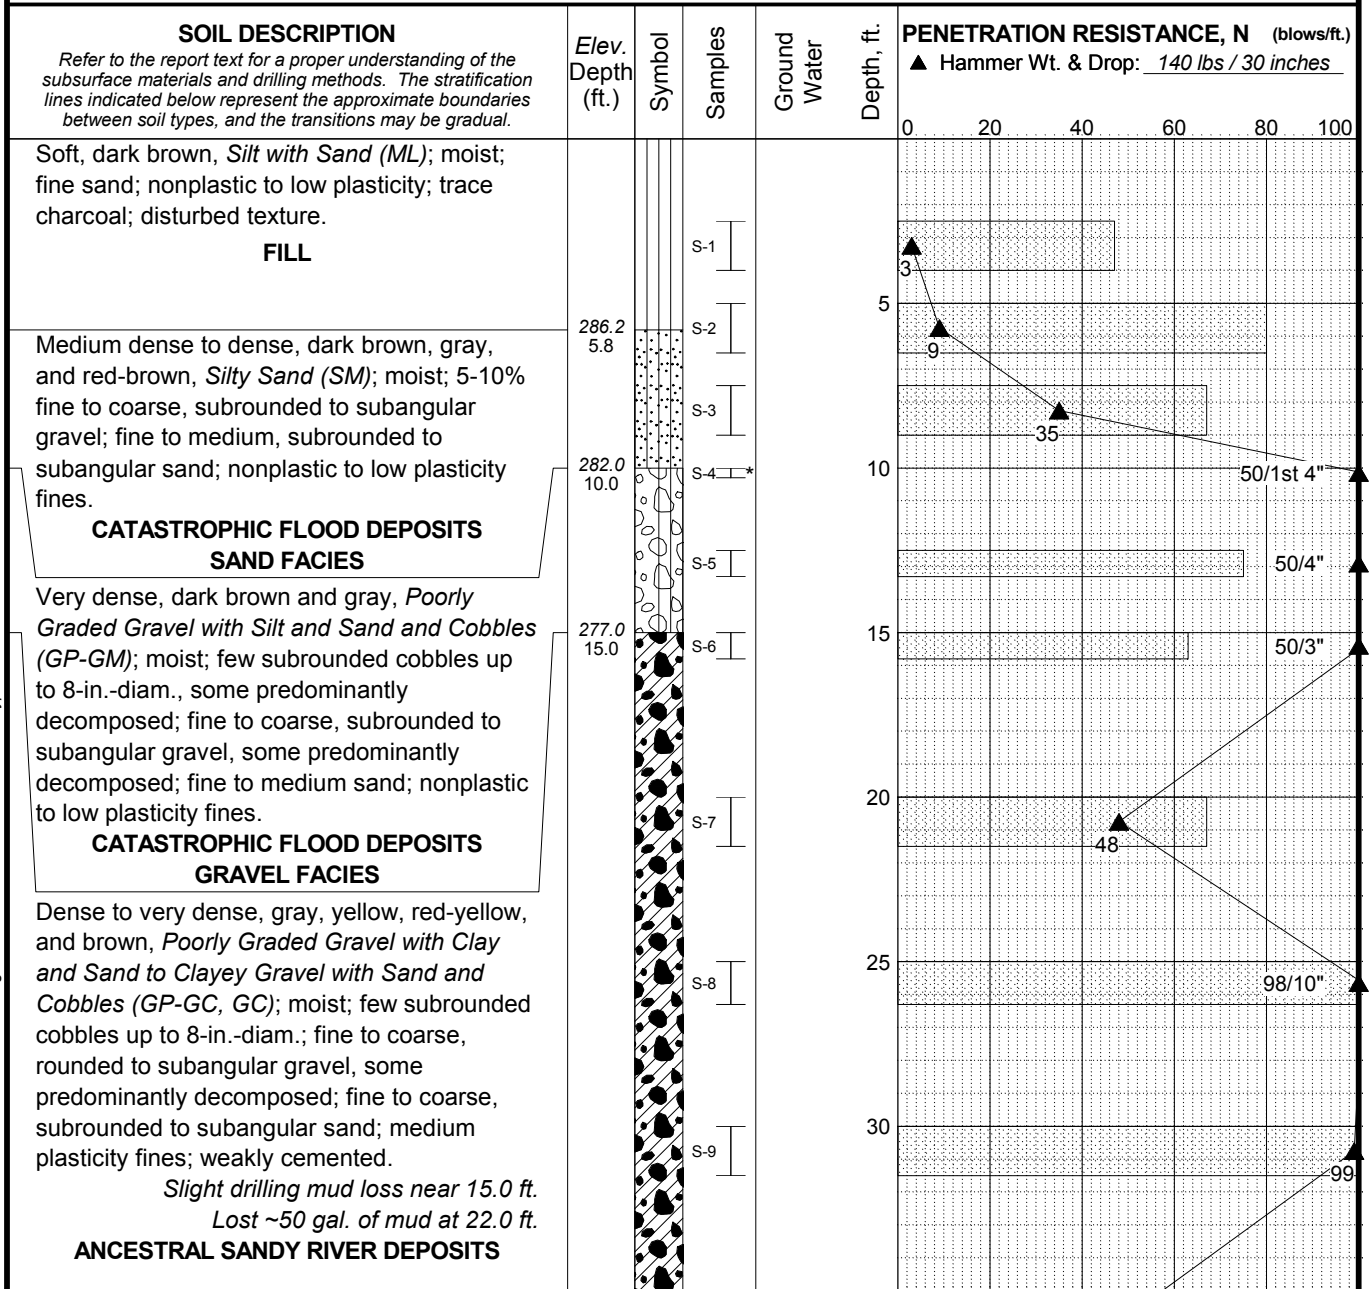 SOIL DESCRIPTION
Refer to the report text for a proper understanding of the
subsurface materials and drilling methods. The stratification
lines indicated below represent the approximate boundaries
between soil types, and the transitions may be gradual.
Elev.
Depth
(ft.)
Symbol
Samples
Ground
Water
Depth, ft.
PENETRATION RESISTANCE, N (blows/ft.)
▲ Hammer Wt. & Drop: 140 lbs / 30 inches
0 20 40 60 80 100
Soft, dark brown, Silt with Sand (ML); moist;
fine sand; nonplastic to low plasticity; trace
charcoal; disturbed texture.
FILL
286.2
5.8
Medium dense to dense, dark brown, gray,
and red-brown, Silty Sand (SM); moist; 5-10%
fine to coarse, subrounded to subangular
gravel; fine to medium, subrounded to
subangular sand; nonplastic to low plasticity
fines.
CATASTROPHIC FLOOD DEPOSITS
SAND FACIES
282.0
10.0
Very dense, dark brown and gray, Poorly
Graded Gravel with Silt and Sand and Cobbles
(GP-GM); moist; few subrounded cobbles up
to 8-in.-diam., some predominantly
decomposed; fine to coarse, subrounded to
subangular gravel, some predominantly
decomposed; fine to medium sand; nonplastic
to low plasticity fines.
CATASTROPHIC FLOOD DEPOSITS
GRAVEL FACIES
277.0
15.0
Dense to very dense, gray, yellow, red-yellow,
and brown, Poorly Graded Gravel with Clay
and Sand to Clayey Gravel with Sand and
Cobbles (GP-GC, GC); moist; few subrounded
cobbles up to 8-in.-diam.; fine to coarse,
rounded to subangular gravel, some
predominantly decomposed; fine to coarse,
subrounded to subangular sand; medium
plasticity fines; weakly cemented.
Slight drilling mud loss near 15.0 ft.
Lost ~50 gal. of mud at 22.0 ft.
ANCESTRAL SANDY RIVER DEPOSITS
S-1
S-2
S-3
S-4 *
S-5
S-6
S-7
S-8
S-9
5
10
15
20
25
30
3
9
35
50/1st 4"
50/4"
50/3"
48
98/10"
99